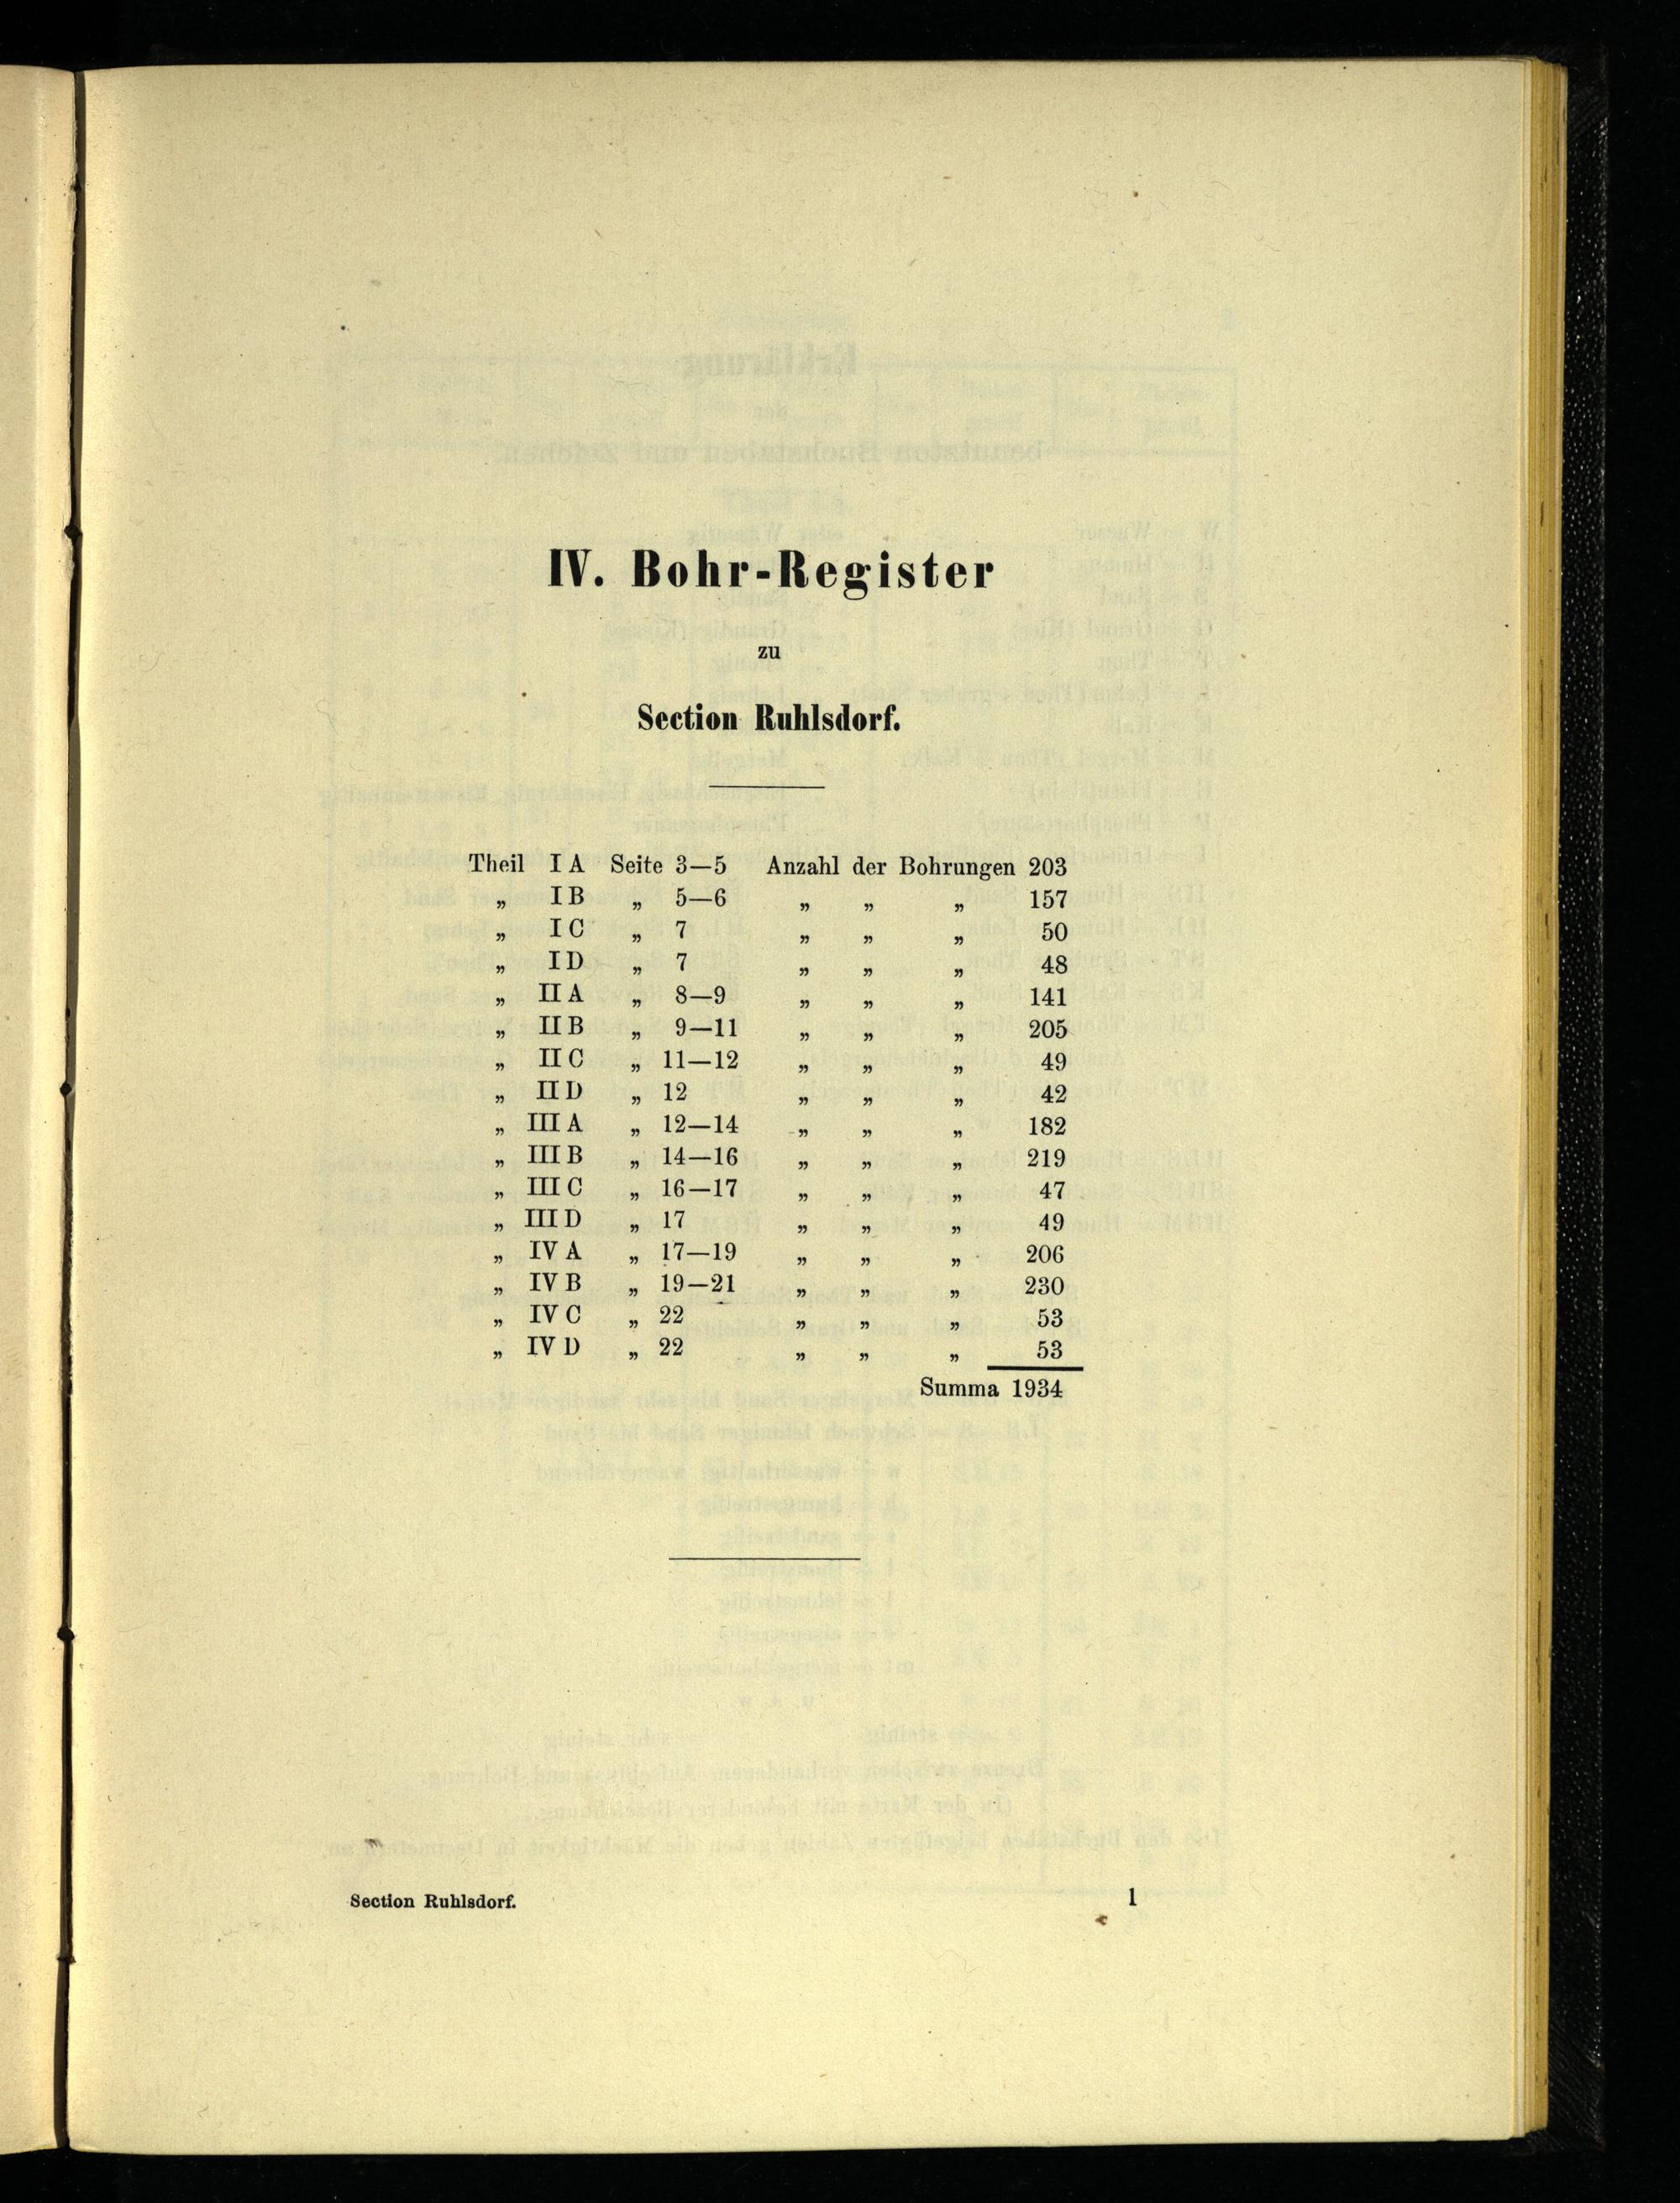 IV. Bohr-Register
zu
Section Ruhlsdorf.
Theil I A Seite 3—5 Anzahl der Bohrungen 203
„ I B „ 5—6 „ „ „ 157
„ I C „ 7 „ „ „ 50
„ I D „ 7 „ „ „ 48
„ II A „ 8—9 „ „ „ 141
„ II B „ 9—11 „ „ „ 205
„ II C „ 11—12 „ „ „ 49
„ II D „ 12 „ „ „ 42
„ III A „ 12—14 „ „ „ 182
„ III B „ 14—16 „ „ „ 219
„ III C „ 16—17 „ „ „ 47
„ III D „ 17 „ „ „ 49
„ IV A „ 17—19 „ „ „ 206
„ IV B „ 19—21 „ „ „ 230
„ IV C „ 22 „ „ „ 53
„ IV D „ 22 „ „ „ 53
Summa 1934
Section Ruhlsdorf. 1